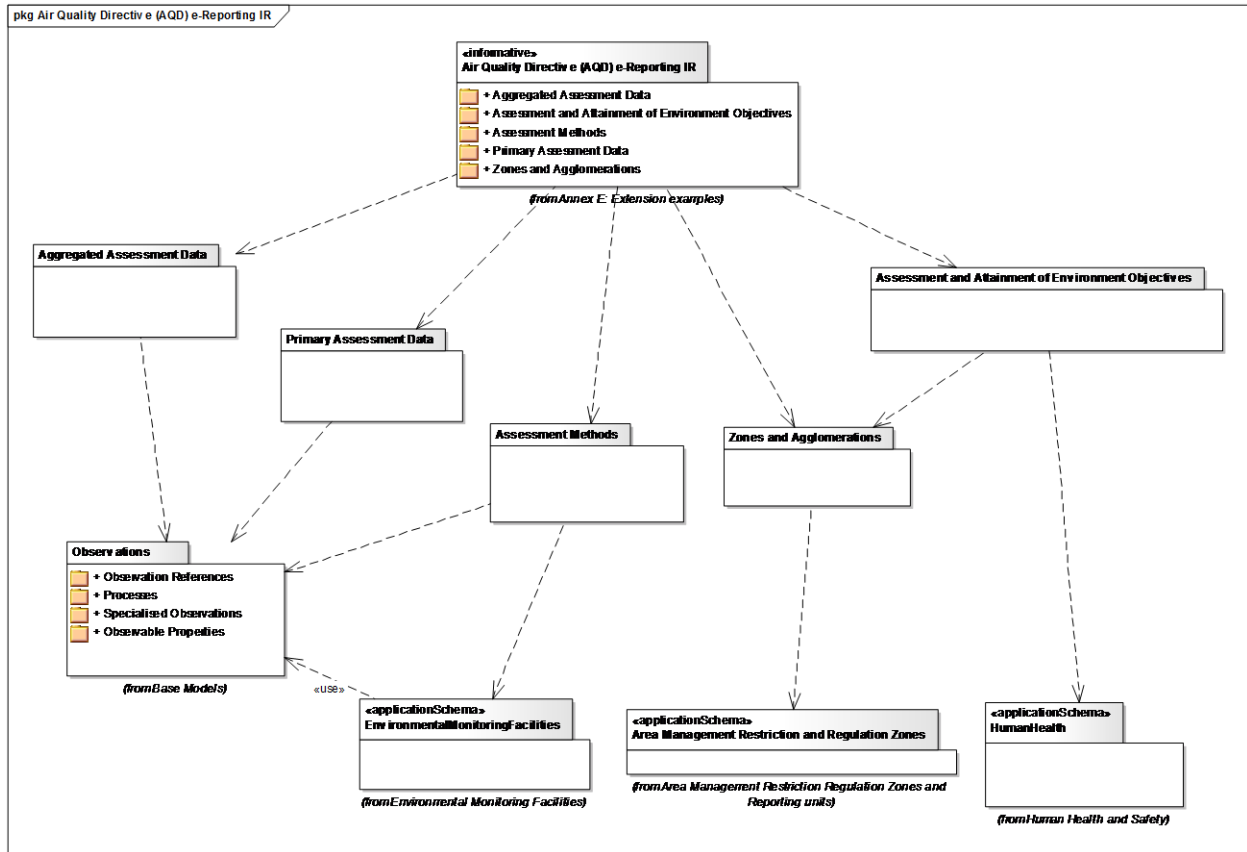 pkg Air Quality Directive (AQD) e-Reporting IR
«informative»
Air Quality Directive (AQD) e-Reporting IR
+ Aggregated Assessment Data
+ Assessment and Attainment of Environment Objectives
+ Assessment Methods
+ Primary Assessment Data
+ Zones and Agglomerations
(from Annex E: Extension examples)
Aggregated Assessment Data
Assessment and Attainment of Environment Objectives
Primary Assessment Data
Assessment Methods
Zones and Agglomerations
Observations
+ Observation References
+ Processes
+ Specialised Observations
+ Observable Properties
(from Base Models)
«use»
«applicationSchema»
EnvironmentalMonitoringFacilities
(from Environmental Monitoring Facilities)
«applicationSchema»
Area Management Restriction and Regulation Zones
(from Area Management Restriction Regulation Zones and
Reporting units)
«applicationSchema»
HumanHealth
(from Human Health and Safety)